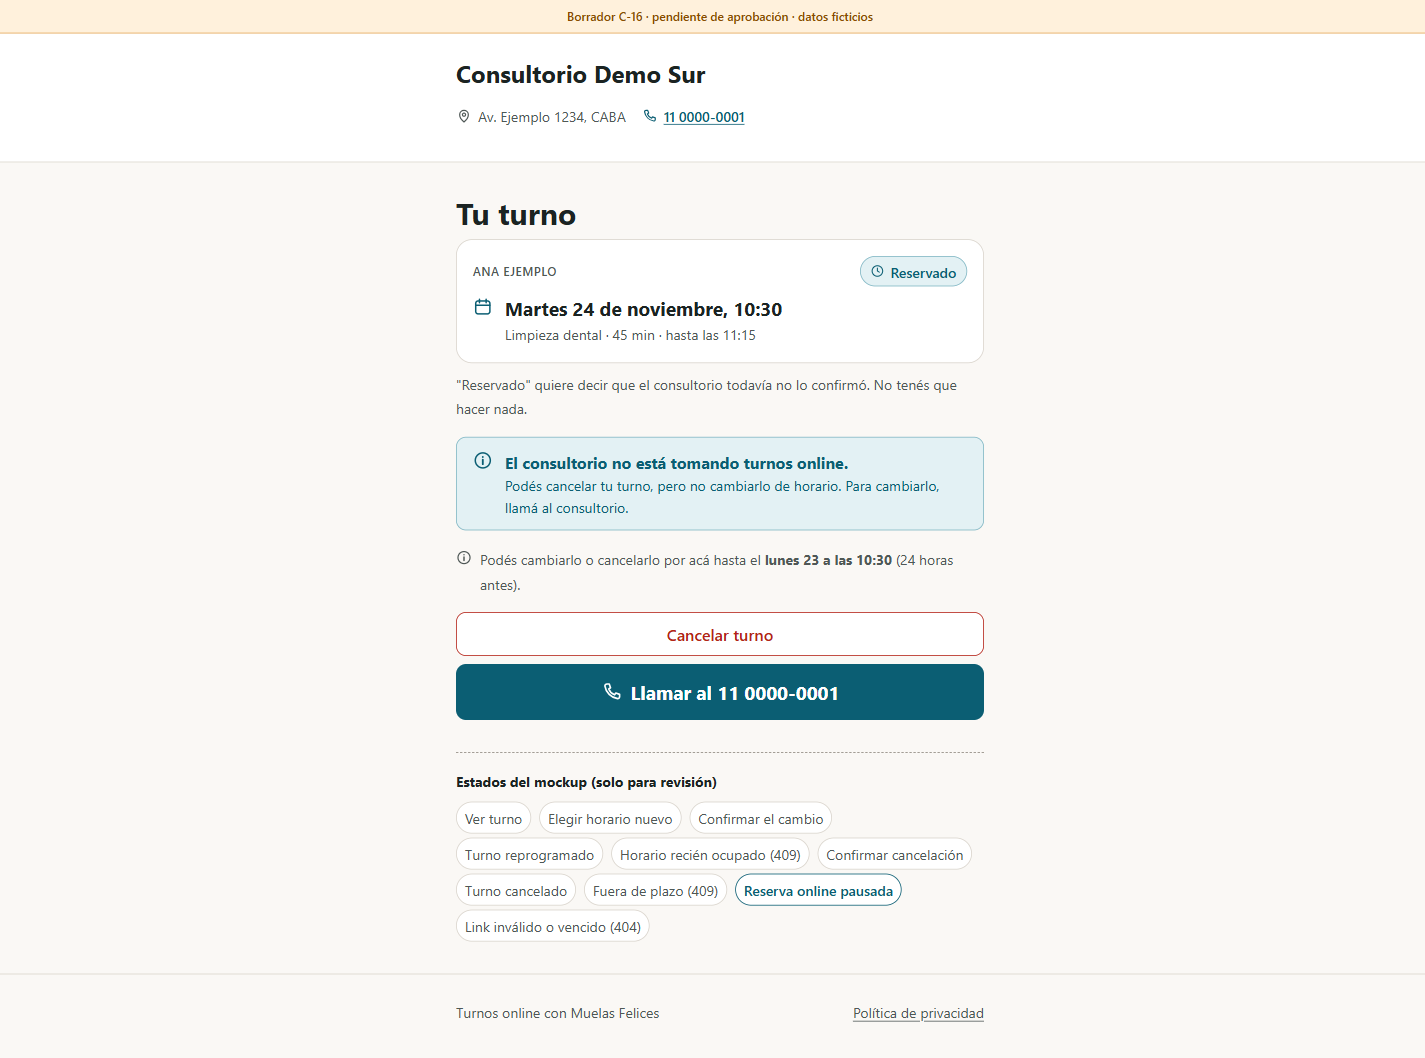 Borrador C-16 · pendiente de aprobación · datos ficticios
Consultorio Demo Sur
Av. Ejemplo 1234, CABA 11 0000-0001
Tu turno
ANA EJEMPLO Reservado
Martes 24 de noviembre, 10:30
Limpieza dental · 45 min · hasta las 11:15
"Reservado" quiere decir que el consultorio todavía no lo confirmó. No tenés que
hacer nada.
El consultorio no está tomando turnos online.
Podés cancelar tu turno, pero no cambiarlo de horario. Para cambiarlo,
llamá al consultorio.
Podés cambiarlo o cancelarlo por acá hasta el lunes 23 a las 10:30 (24 horas
antes).
Cancelar turno
Llamar al 11 0000-0001
Estados del mockup (solo para revisión)
Ver turno Elegir horario nuevo Confirmar el cambio
Turno reprogramado Horario recién ocupado (409) Confirmar cancelación
Turno cancelado Fuera de plazo (409) Reserva online pausada
Link inválido o vencido (404)
Turnos online con Muelas Felices Política de privacidad